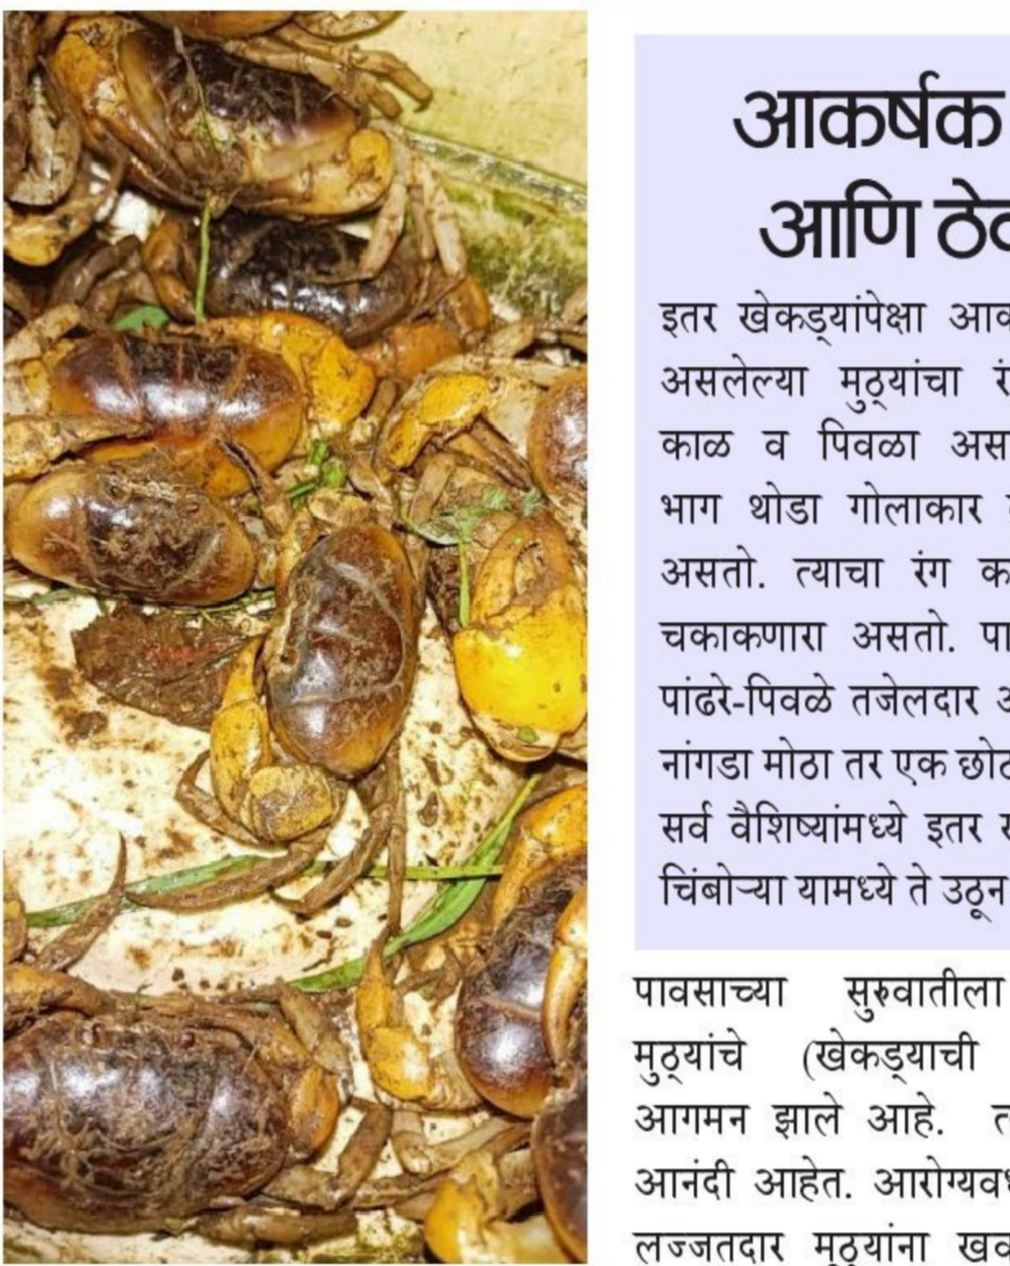 आकर्षक
आणि
इतर खेकड्यांपेक्षा
असलेल्या मुठ्यांचा
काळ व पिवळा
भाग थोडा गोलाकार
असतो. त्याचा रंग
चकाकणारा असतो.
पांढरे-पिवळे तजेलदार
नांगडा मोठा तर एक
सर्व वैशिष्यांमध्ये इतर
चिंबोऱ्या यामध्ये ते उठून
पावसाच्या सुरुवातीला
मुठ्यांचे (खेकड्याची
आगमन झाले आहे.
आनंदी आहेत.
लज्जतदार मुठ्यांना